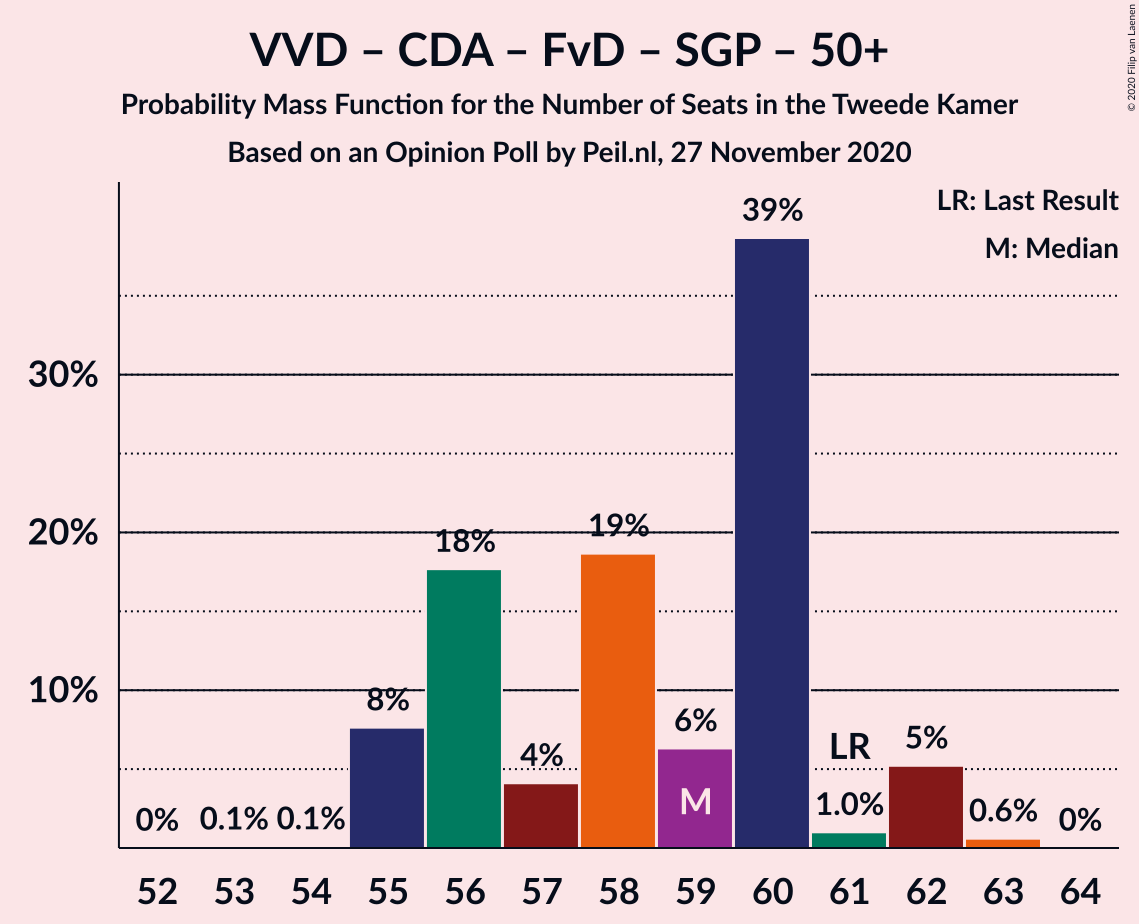 VVD – CDA – FvD – SGP – 50+
Probability Mass Function for the Number of Seats in the Tweede Kamer
Based on an Opinion Poll by Peil.nl, 27 November 2020
© 2020 Filip van Laenen
LR: Last Result
M: Median
30%
20%
10%
0%
0.1%
0.1%
8%
18%
4%
19%
6%
M
39%
LR
1.0%
5%
0.6%
0%
52 53 54 55 56 57 58 59 60 61 62 63 64